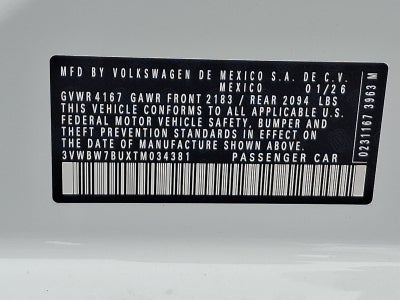 MFD BY VOLKSWAGEN DE MEXICO S.A. DE C.V.
MEXICO 01/26
GVWR 4167 GAWR FRONT 2183 / REAR 2094 LBS
THIS VEHICLE CONFORMS TO ALL APPLICABLE U.S.
FEDERAL MOTOR VEHICLE SAFETY, BUMPER AND
THEFT PREVENTION STANDARDS IN EFFECT ON
THE DATE OF MANUFACTURE SHOWN ABOVE.
3VWBW7BUXTM034381 PASSENGER CAR
0231167 3963 M